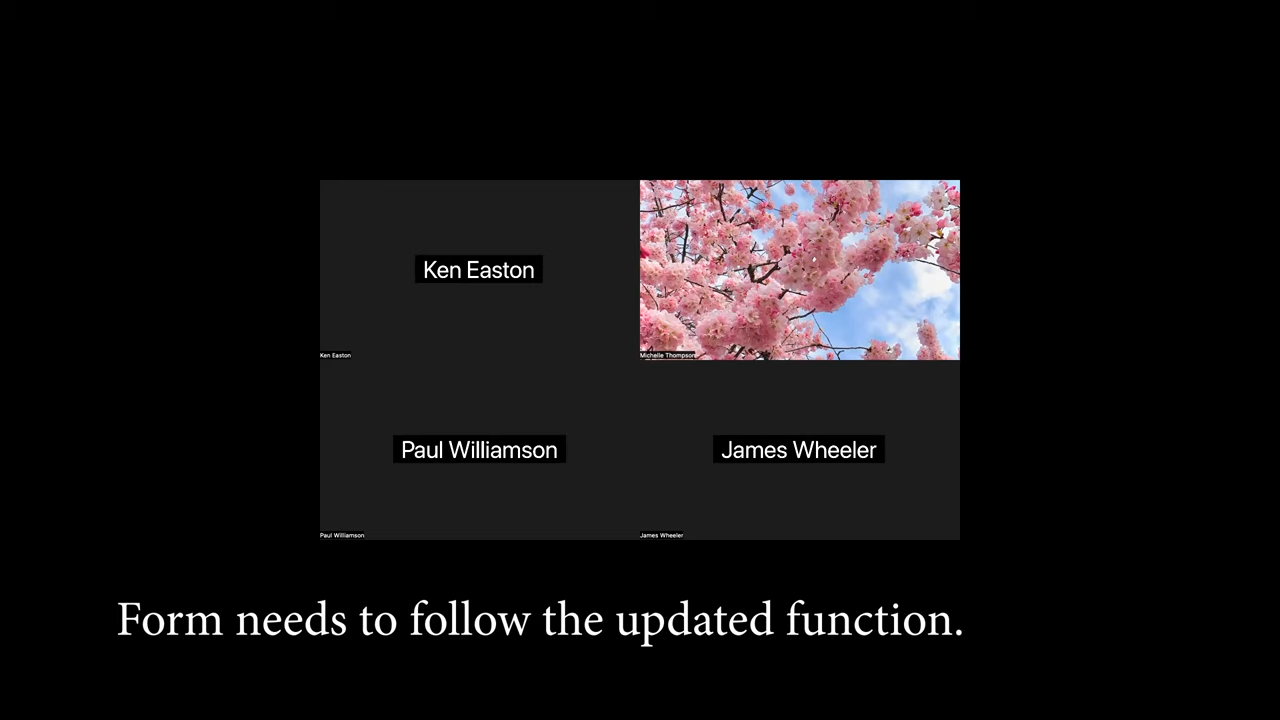 Ken Easton
Ken Easton
Michelle Thompson
Paul Williamson
James Wheeler
Paul Williamson
James Wheeler
Form needs to follow the updated function.